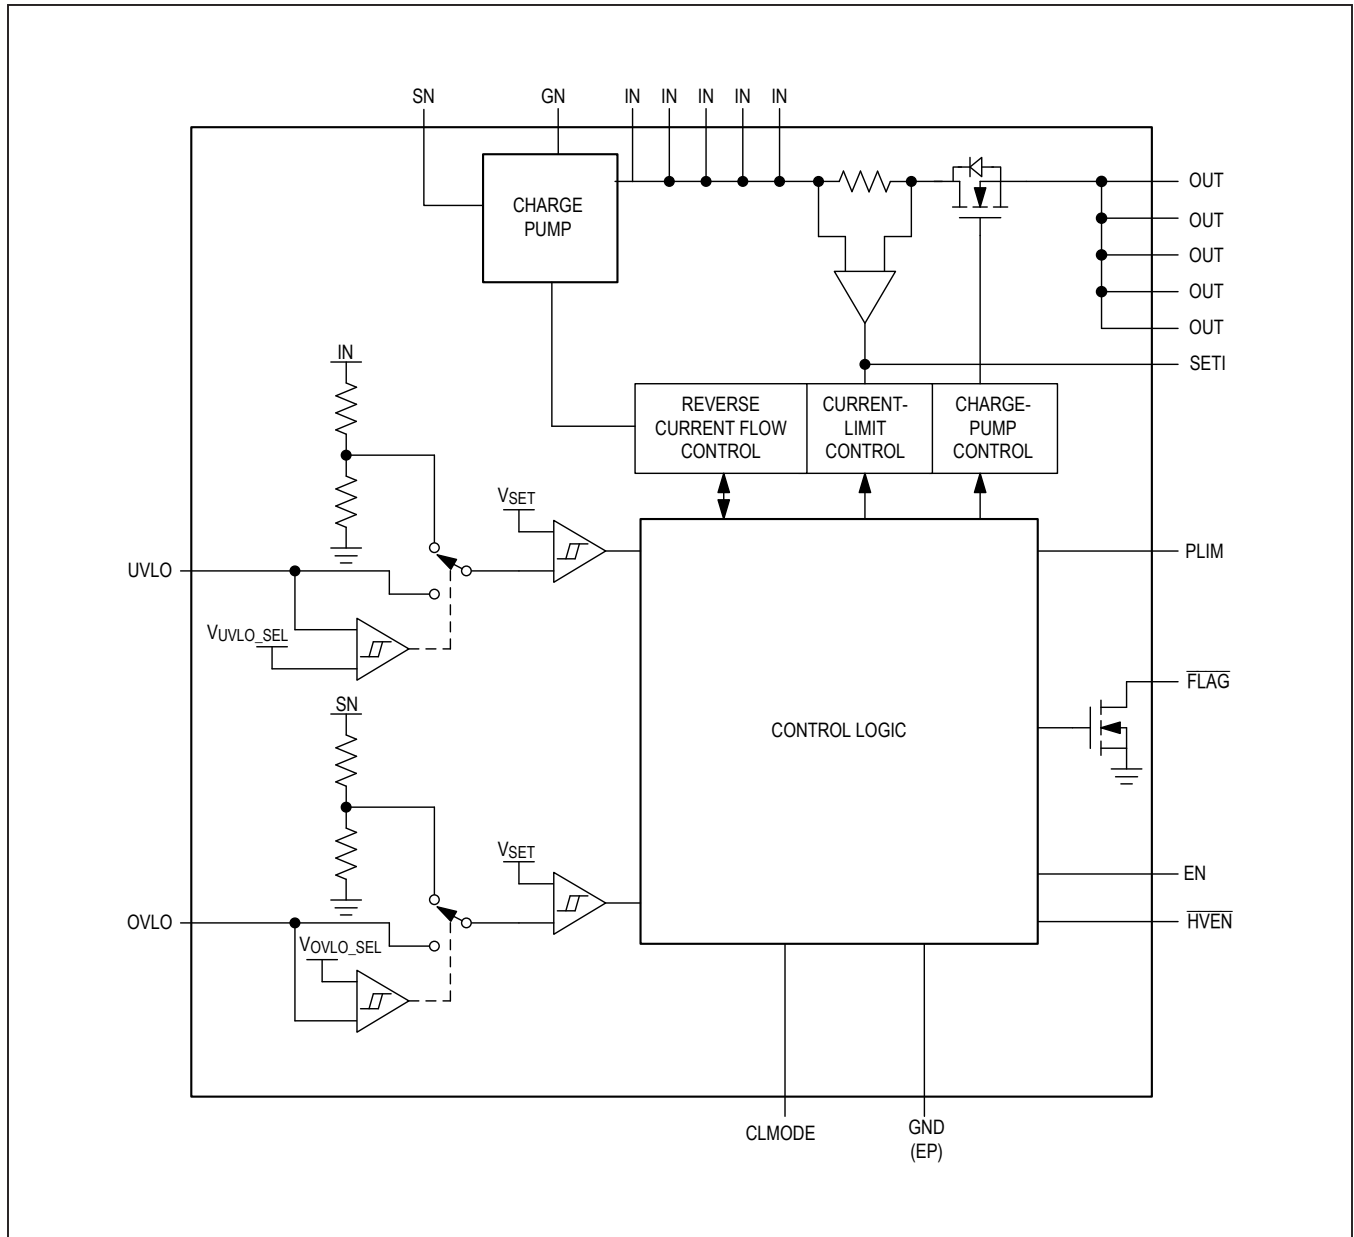 SN
GN
IN
IN
IN
IN
IN
CHARGE
PUMP
OUT
OUT
OUT
OUT
OUT
SETI
IN
REVERSE
CURRENT FLOW
CONTROL
CURRENT-
LIMIT
CONTROL
CHARGE-
PUMP
CONTROL
VSET
UVLO
PLIM
VUVLO_SEL
FLAG
SN
CONTROL LOGIC
VSET
EN
OVLO
HVEN
VOVLO_SEL
CLMODE
GND
(EP)